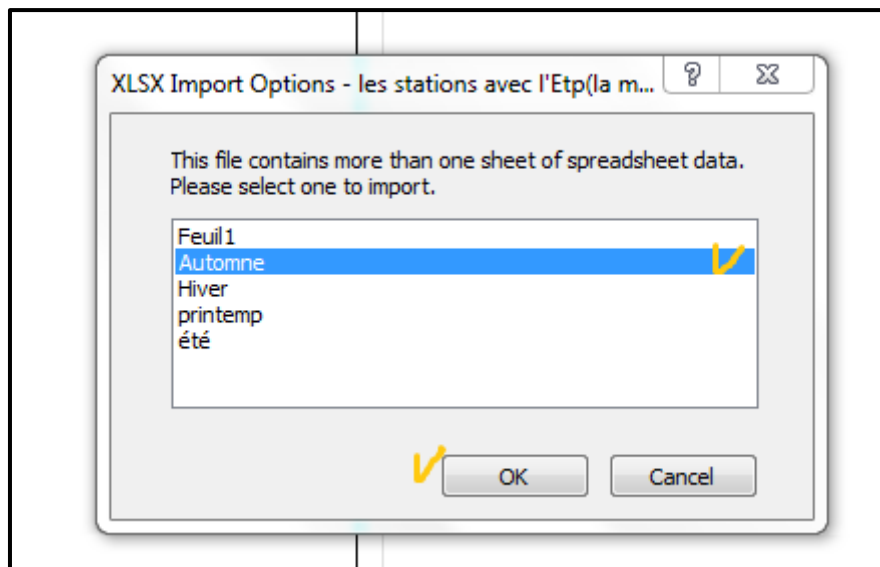 XLSX Import Options - les stations avec l'Etp(la m...
This file contains more than one sheet of spreadsheet data.
Please select one to import.
Feuil1
Automne
Hiver
printemp
été
OK Cancel